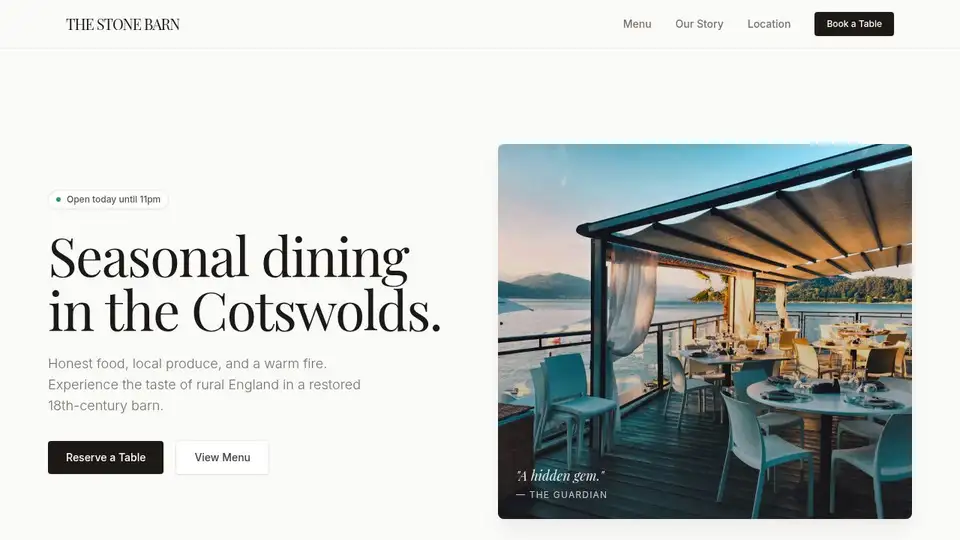 THE STONE BARN
Menu
Our Story
Location
Book a Table
Open today until 11pm
Seasonal dining
in the Cotswolds.
Honest food, local produce, and a warm fire.
Experience the taste of rural England in a restored
18th-century barn.
Reserve a Table
View Menu
"A hidden gem."
— THE GUARDIAN